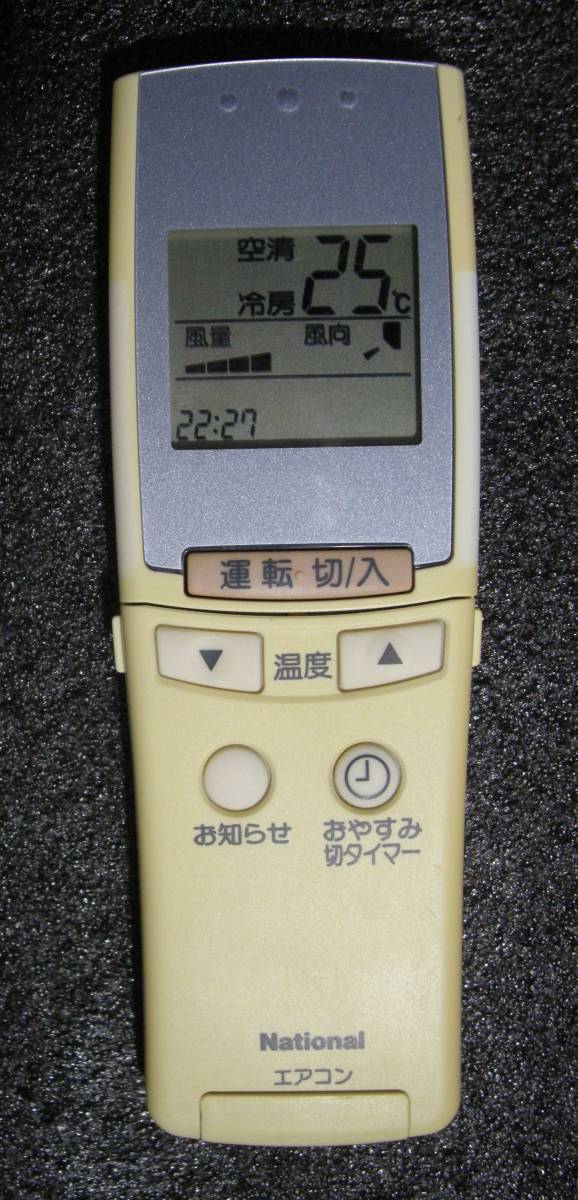 空清
25℃
冷房
風量 風向
22:27
運転 切/入
▼ 温度 ▲
お知らせ
おやすみ
切タイマー
National
エアコン